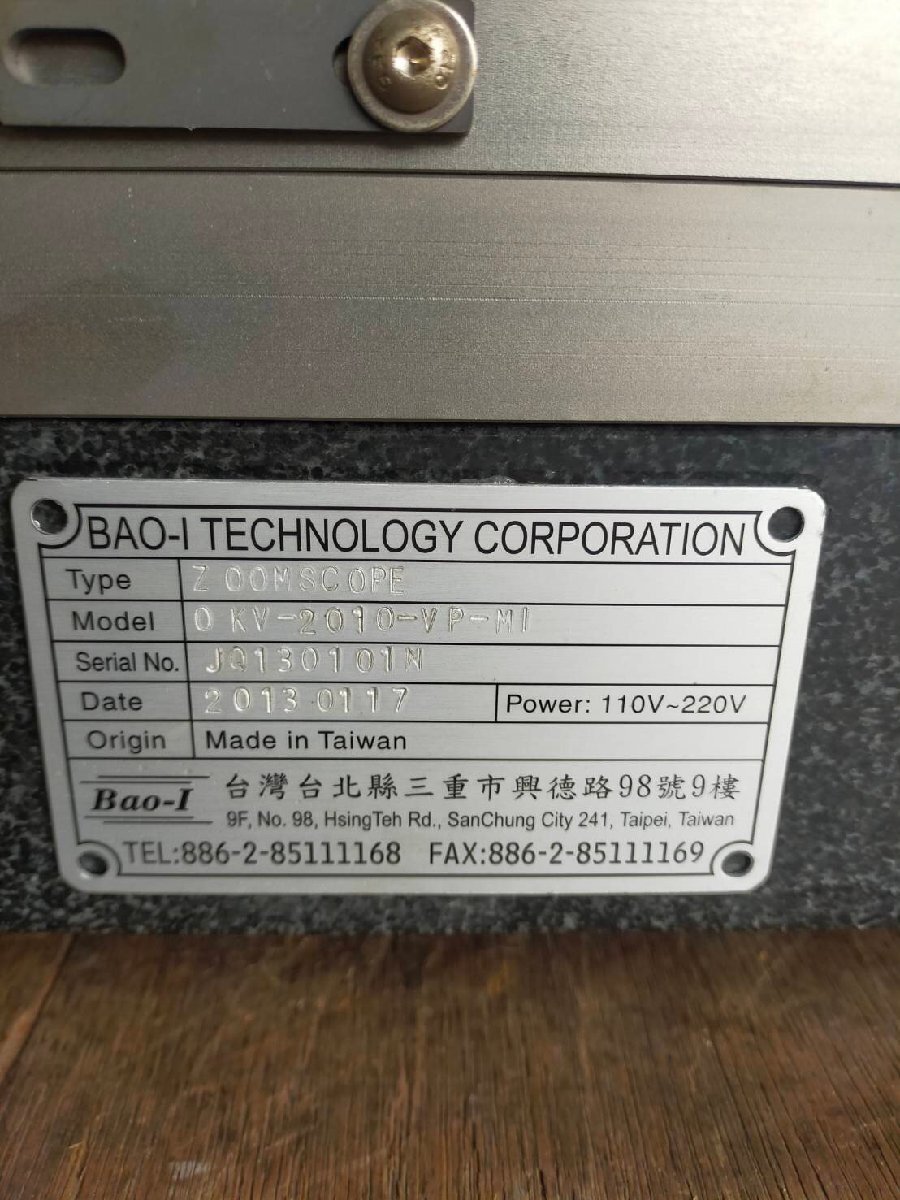 BAO-I TECHNOLOGY CORPORATION
Type ZOOMSCOPE
Model OKV-2010-VP-MI
Serial No. JQ130101N
Date 2013.0117 Power: 110V~220V
Origin Made in Taiwan
Bao-I 台灣台北縣三重市興德路98號9樓
9F, No. 98, HsingTeh Rd., SanChung City 241, Taipei, Taiwan
TEL:886-2-85111168 FAX:886-2-85111169